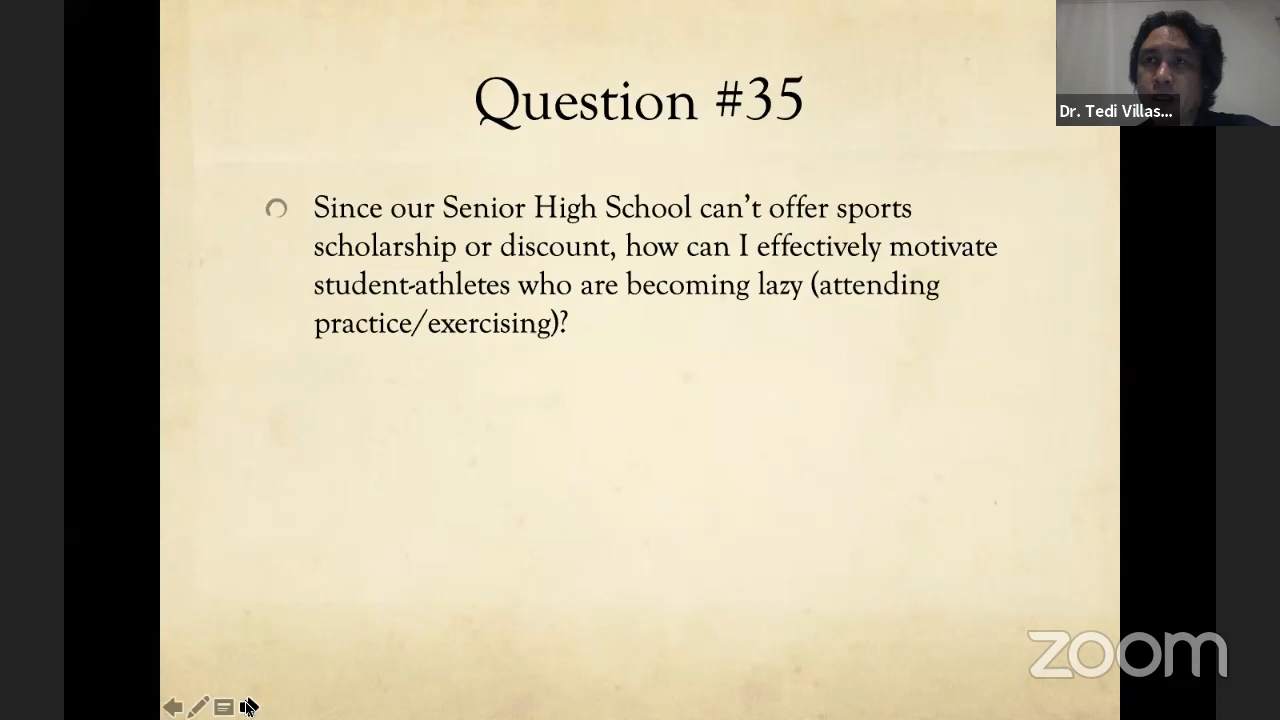 Question #35
Since our Senior High School can’t offer sports
scholarship or discount, how can I effectively motivate
student-athletes who are becoming lazy (attending
practice/exercising)?
Dr. Tedi Villas...
zoom